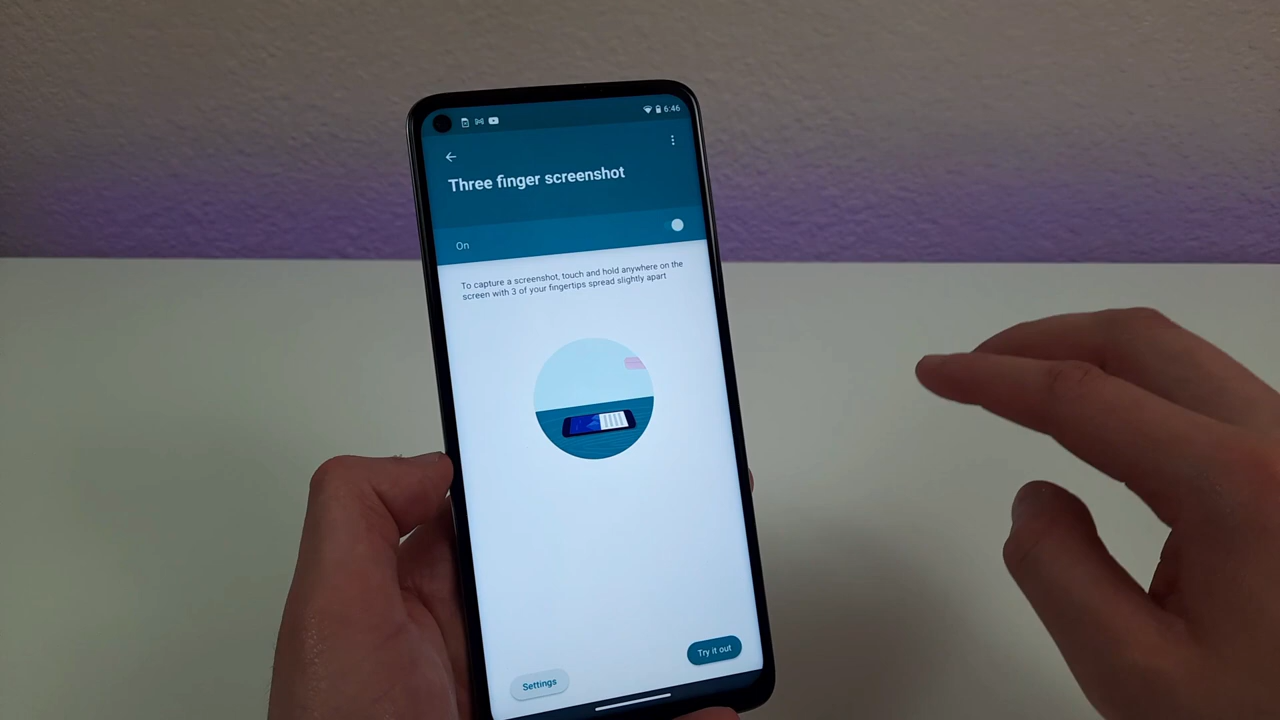 6:46
Three finger screenshot
On
To capture a screenshot, touch and hold anywhere on the
screen with 3 of your fingertips spread slightly apart
Try it out
Settings